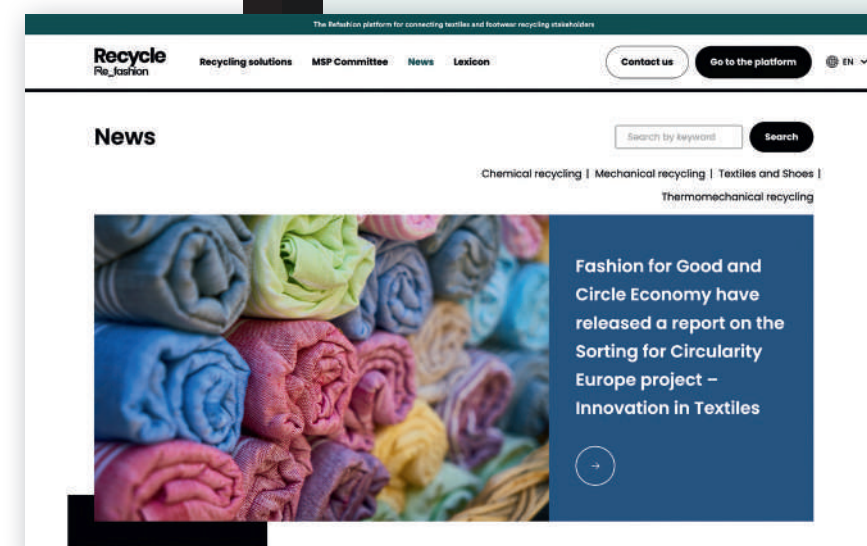 The Refashion platform for connecting textiles and footwear recycling stakeholders
Recycle
Re_fashion
Recycling solutions
MSP Committee
News
Lexicon
Contact us
Go to the platform
EN
News
Search by keyword
Search
Chemical recycling | Mechanical recycling | Textiles and Shoes |
Thermomechanical recycling
Fashion for Good and
Circle Economy have
released a report on the
Sorting for Circularity
Europe project –
Innovation in Textiles